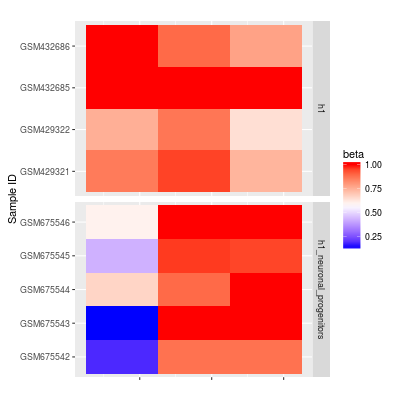 GSM432686
GSM432685
GSM429322
GSM429321
h1
GSM675546
GSM675545
GSM675544
GSM675543
GSM675542
h1_neuronal_progenitors
Sample ID
beta
1.00
0.75
0.50
0.25